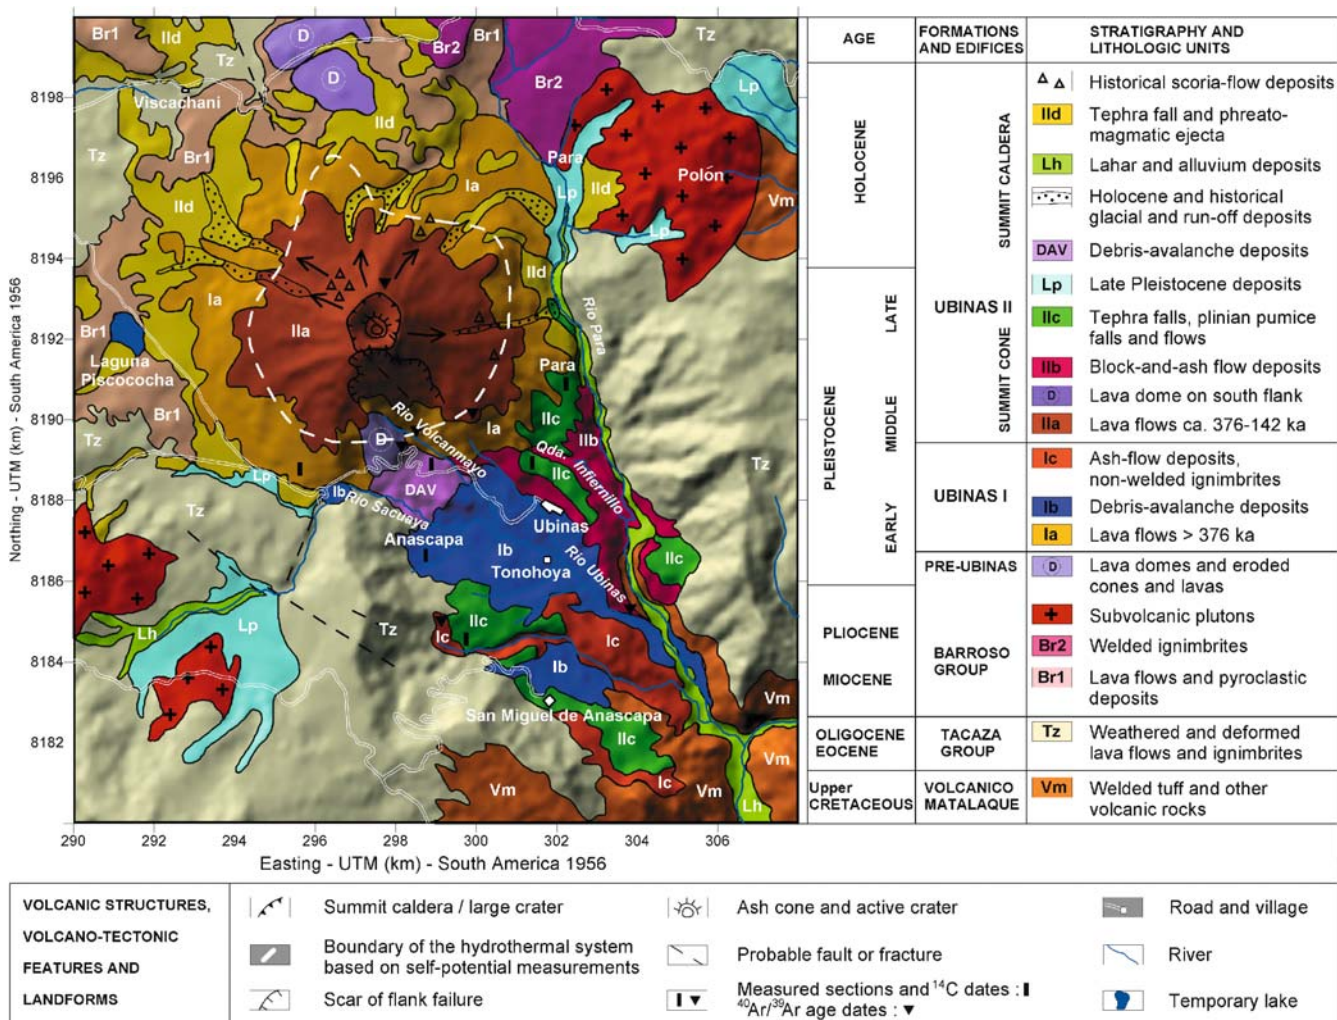 Br1
IId
D
Br2
Br1
Tz
Tz
Br2
Lp
D
8198
Viscachani
IId
Br1
Tz
Para
Polón
8196
Ia
Lp
IId
Vm
IId
Lp
8194
IId
Rio Para
Ia
IIa
Br1
8192
Laguna
Piscococha
Para
Br1
8190
Rio Volcanmayo
Ia
IIc
IIb
Tz
D
Qda. Infiernillo
IIc
Tz
Lp
DAV
8188
Ib
Rio Sacuaya
Ubinas
Tz
Anascapa
Ib
Tonohoya
IIc
8186
Rio Ubinas
Lh
Lp
Tz
IIc
Ic
Ic
8184
Ib
Vm
San Miguel de Anascapa
IIc
8182
Vm
Vm
Ic
Vm
Lh
290
292
294
296
298
300
302
304
306
Easting - UTM (km) - South America 1956
Northing - UTM (km) - South America 1956
AGE
FORMATIONS
AND EDIFICES
STRATIGRAPHY AND
LITHOLOGIC UNITS
HOLOCENE
PLEISTOCENE
LATE
MIDDLE
EARLY
PLIOCENE
MIOCENE
OLIGOCENE
EOCENE
Upper
CRETACEOUS
UBINAS II
SUMMIT CALDERA
SUMMIT CONE
UBINAS I
PRE-UBINAS
BARROSO
GROUP
TACAZA
GROUP
VOLCANICO
MATALAQUE
Historical scoria-flow deposits
IId Tephra fall and phreato-
magmatic ejecta
Lh Lahar and alluvium deposits
Holocene and historical
glacial and run-off deposits
DAV Debris-avalanche deposits
Lp Late Pleistocene deposits
IIc Tephra falls, plinian pumice
falls and flows
IIb Block-and-ash flow deposits
D Lava dome on south flank
IIa Lava flows ca. 376-142 ka
Ic Ash-flow deposits,
non-welded ignimbrites
Ib Debris-avalanche deposits
Ia Lava flows > 376 ka
D Lava domes and eroded
cones and lavas
Subvolcanic plutons
Br2 Welded ignimbrites
Br1 Lava flows and pyroclastic
deposits
Tz Weathered and deformed
lava flows and ignimbrites
Vm Welded tuff and other
volcanic rocks
VOLCANIC STRUCTURES,
VOLCANO-TECTONIC
FEATURES AND
LANDFORMS
Summit caldera / large crater
Boundary of the hydrothermal system
based on self-potential measurements
Scar of flank failure
Ash cone and active crater
Probable fault or fracture
Measured sections and ¹⁴C dates :
⁴⁰Ar/³⁹Ar age dates :
Road and village
River
Temporary lake